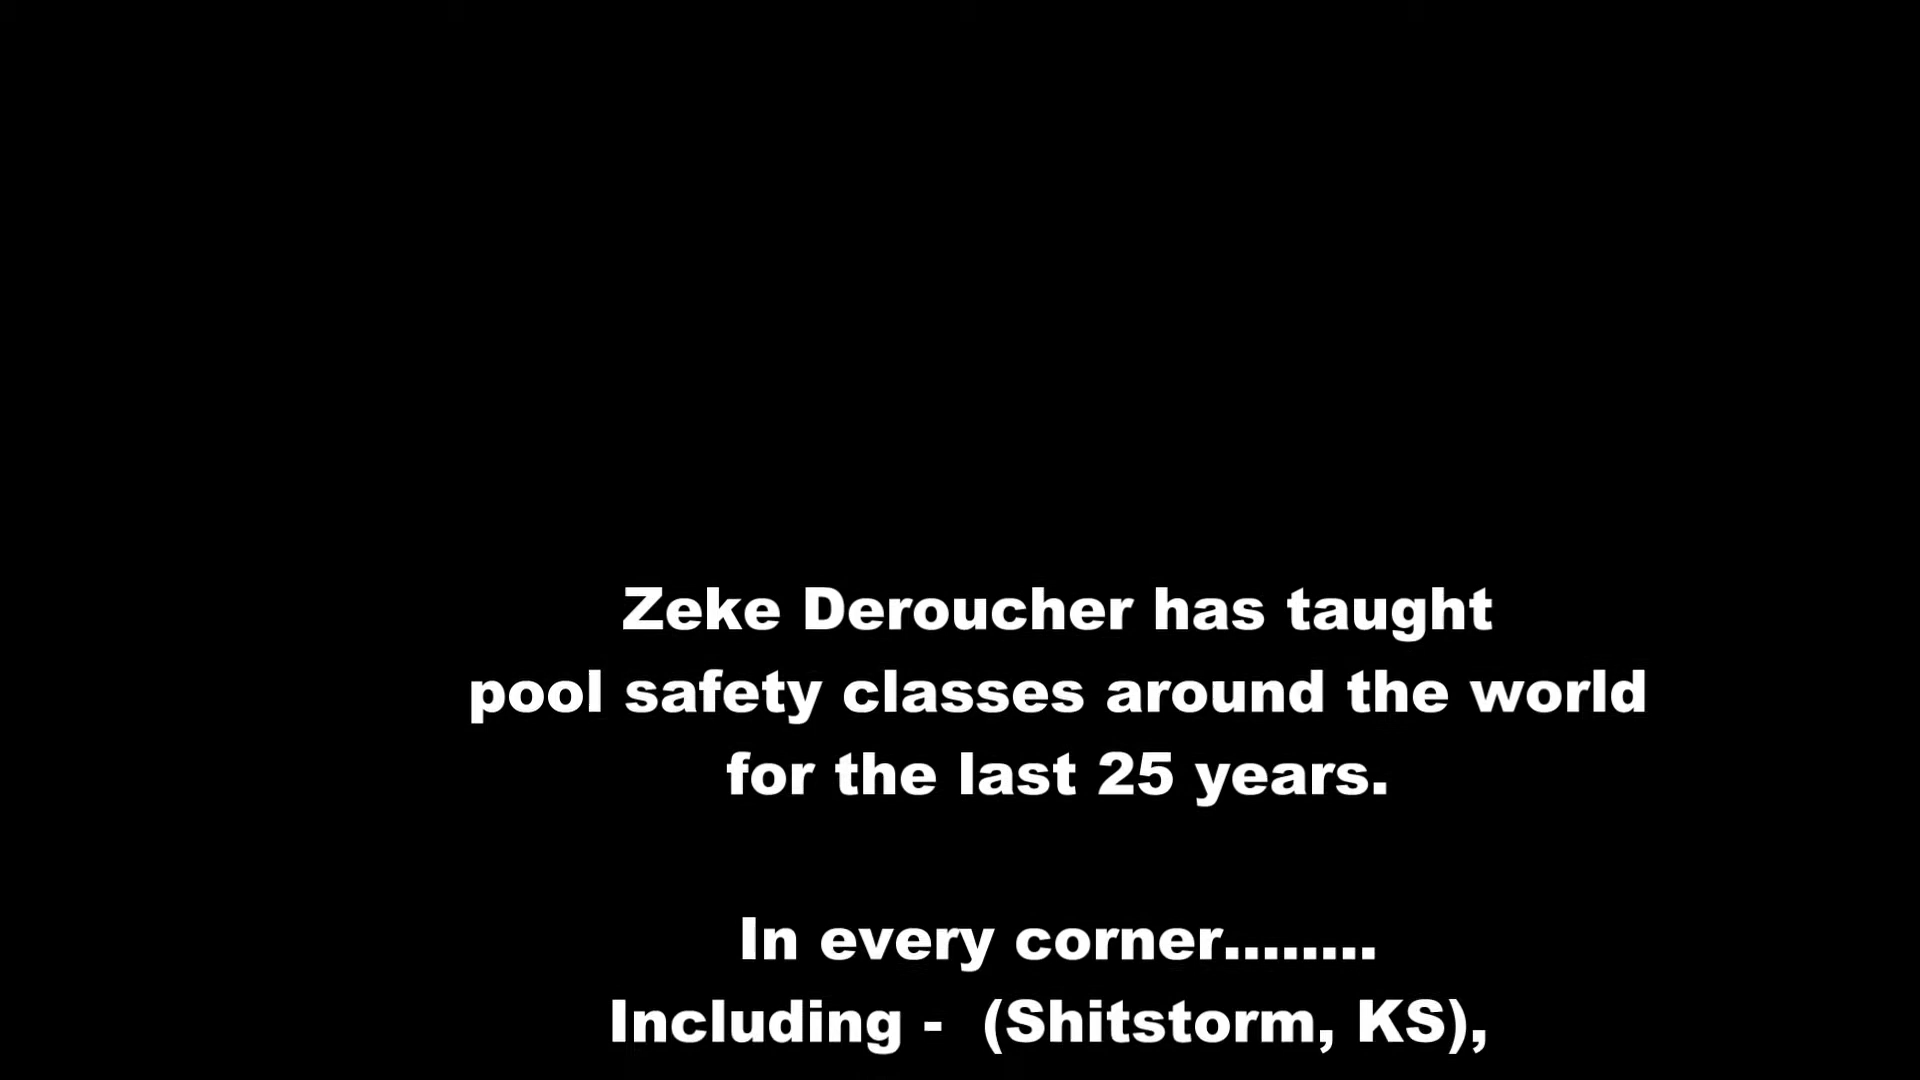 Zeke Deroucher has taught
pool safety classes around the world
for the last 25 years.
In every corner........
Including -  (Shitstorm, KS),